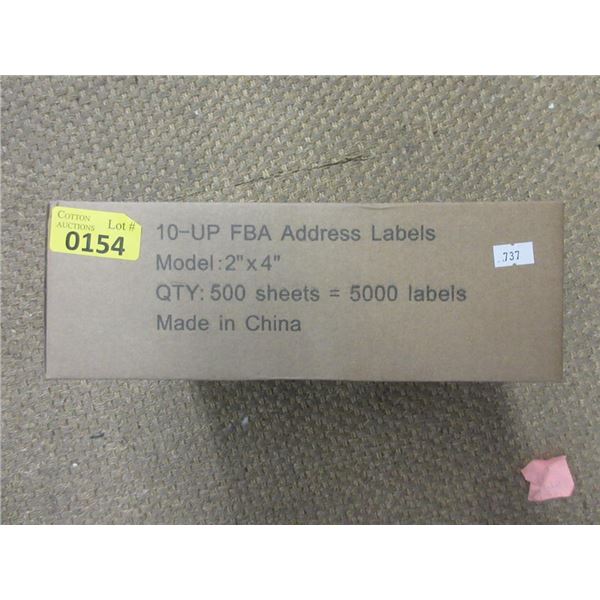 COTTON
AUCTIONS
Lot #
0154
10-UP FBA Address Labels
Model:2"x4"
QTY: 500 sheets = 5000 labels
Made in China
737